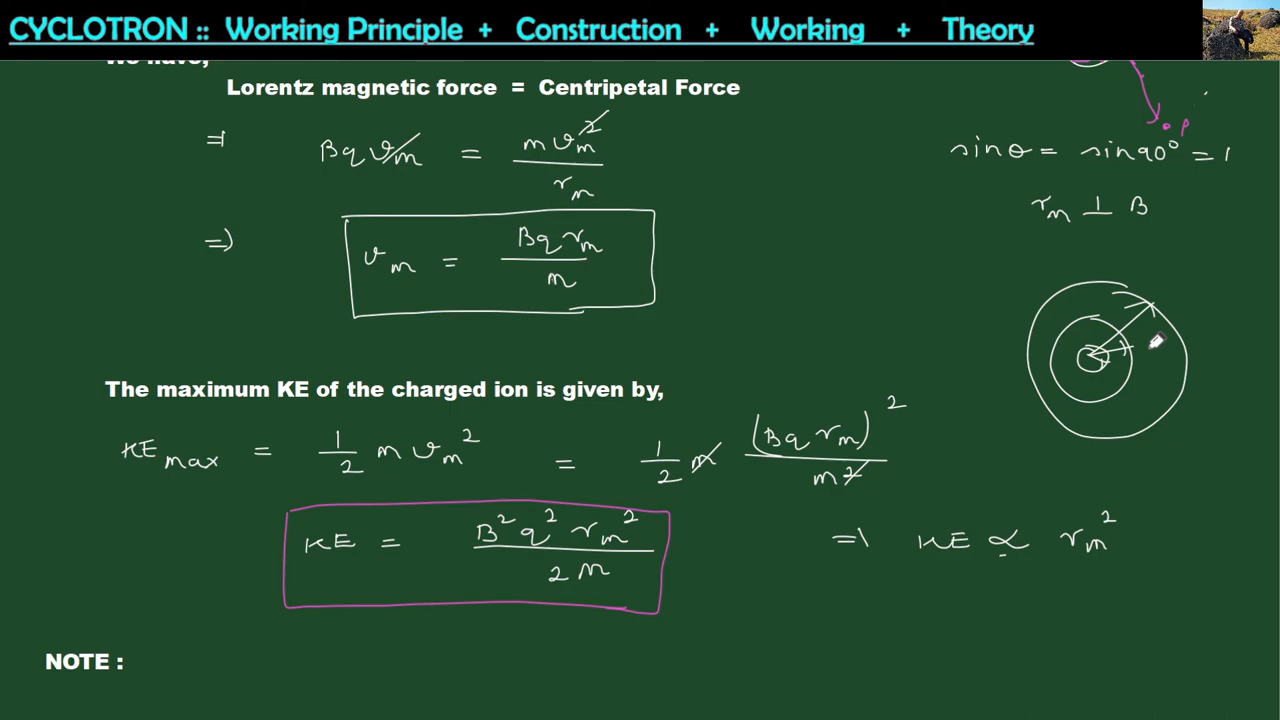 CYCLOTRON :: Working Principle + Construction + Working + Theory
We have,
Lorentz magnetic force = Centripetal Force
p
⇒ Bqvm = mvm²/rm
sinθ = sin90° = 1
rm ⊥ B
⇒ vm = Bqrm/m
The maximum KE of the charged ion is given by,
KEmax = 1/2 mvm² = 1/2 m (Bqrm)²/m²
KE = B²q²rm²/2m ⇒ KE ∝ rm²
NOTE :